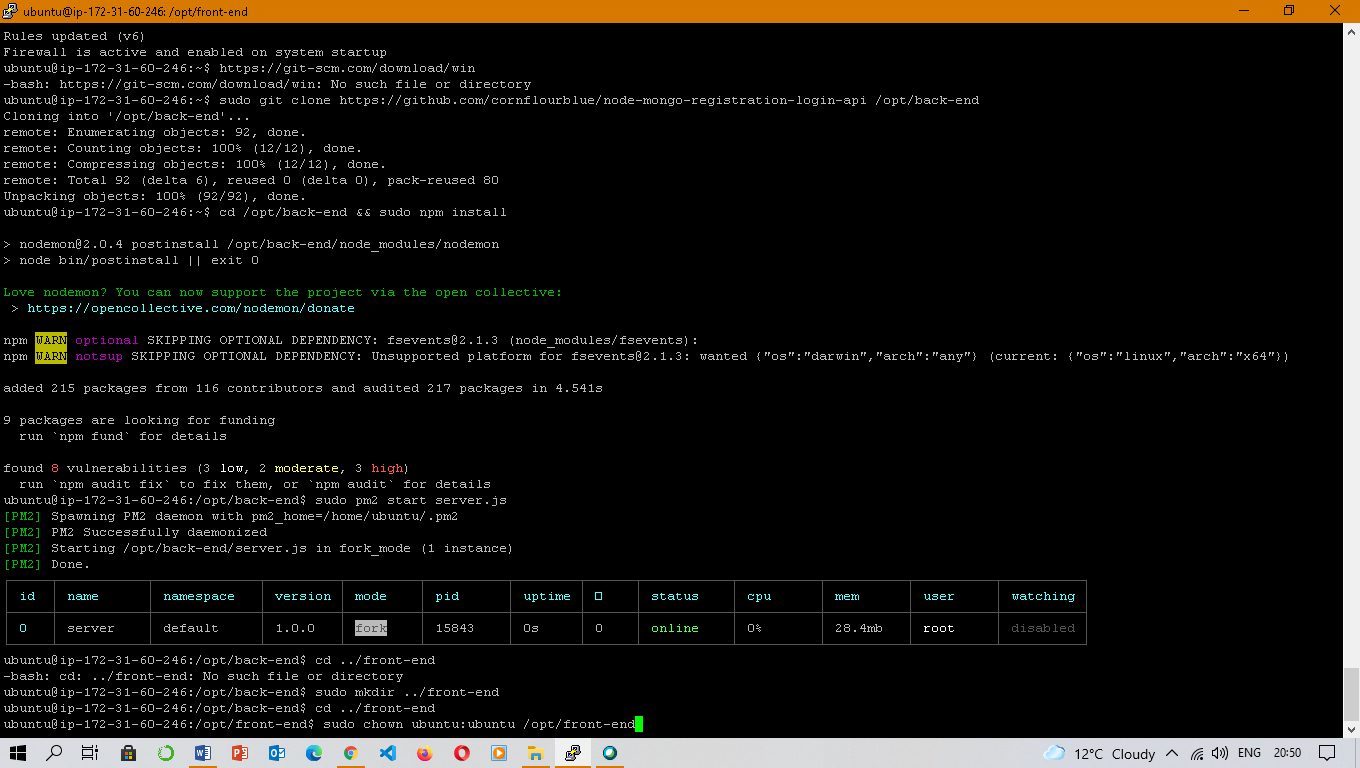 ubuntu@ip-172-31-60-246: /opt/front-end
Rules updated (v6)
Firewall is active and enabled on system startup
ubuntu@ip-172-31-60-246:~$ https://git-scm.com/download/win
-bash: https://git-scm.com/download/win: No such file or directory
ubuntu@ip-172-31-60-246:~$ sudo git clone https://github.com/cornflourblue/node-mongo-registration-login-api /opt/back-end
Cloning into '/opt/back-end'...
remote: Enumerating objects: 92, done.
remote: Counting objects: 100% (12/12), done.
remote: Compressing objects: 100% (12/12), done.
remote: Total 92 (delta 6), reused 0 (delta 0), pack-reused 80
Unpacking objects: 100% (92/92), done.
ubuntu@ip-172-31-60-246:~$ cd /opt/back-end && sudo npm install
> nodemon@2.0.4 postinstall /opt/back-end/node_modules/nodemon
> node bin/postinstall || exit 0
Love nodemon? You can now support the project via the open collective:
> https://opencollective.com/nodemon/donate
npm WARN optional SKIPPING OPTIONAL DEPENDENCY: fsevents@2.1.3 (node_modules/fsevents):
npm WARN notsup SKIPPING OPTIONAL DEPENDENCY: Unsupported platform for fsevents@2.1.3: wanted {"os":"darwin","arch":"any"} (current: {"os":"linux","arch":"x64"})
added 215 packages from 116 contributors and audited 217 packages in 4.541s
9 packages are looking for funding
run `npm fund` for details
found 8 vulnerabilities (3 low, 2 moderate, 3 high)
run `npm audit fix` to fix them, or `npm audit` for details
ubuntu@ip-172-31-60-246:/opt/back-end$ sudo pm2 start server.js
[PM2] Spawning PM2 daemon with pm2_home=/home/ubuntu/.pm2
[PM2] PM2 Successfully daemonized
[PM2] Starting /opt/back-end/server.js in fork_mode (1 instance)
[PM2] Done.
id name namespace version mode pid uptime □ status cpu mem user watching
0 server default 1.0.0 fork 15843 0s 0 online 0% 28.4mb root disabled
ubuntu@ip-172-31-60-246:/opt/back-end$ cd ../front-end
-bash: cd: ../front-end: No such file or directory
ubuntu@ip-172-31-60-246:/opt/back-end$ sudo mkdir ../front-end
ubuntu@ip-172-31-60-246:/opt/back-end$ cd ../front-end
ubuntu@ip-172-31-60-246:/opt/front-end$ sudo chown ubuntu:ubuntu /opt/front-end
12°C Cloudy ENG 20:50